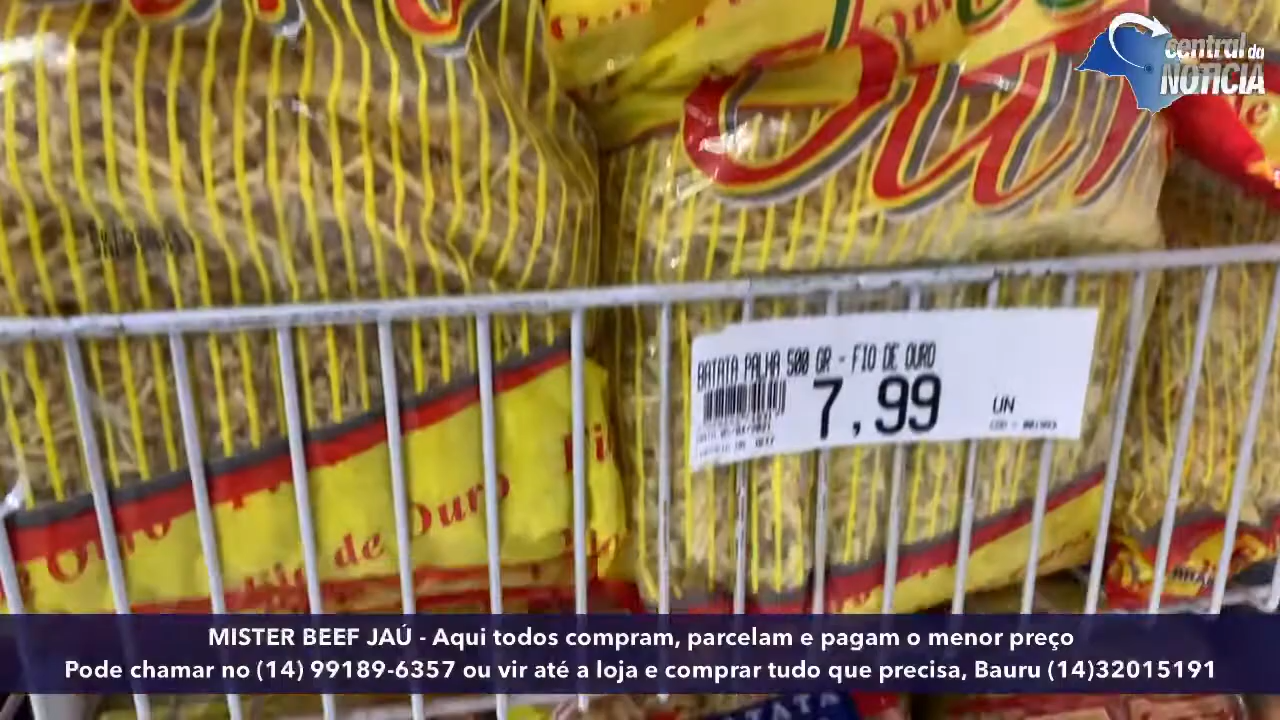 central da
NOTÍCIA
Our
BATATA PALHA 500 GR - FIO DE OURO
7,99
UN
de Ouro
MISTER BEEF JAÚ - Aqui todos compram, parcelam e pagam o menor preço
Pode chamar no (14) 99189-6357 ou vir até a loja e comprar tudo que precisa, Bauru (14)32015191